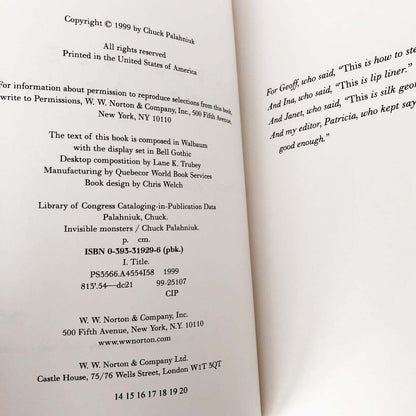 Copyright © 1999 by Chuck Palahniuk
All rights reserved
Printed in the United States of America
For information about permission to reproduce selections from this book,
write to Permissions, W. W. Norton & Company, Inc., 500 Fifth Avenue,
New York, NY 10110
The text of this book is composed in Walbaum
with the display set in Bell Gothic
Desktop compostition by Lane K. Trubey
Manufacturing by Quebecor World Book Services
Book design by Chris Welch
Library of Congress Cataloging-in-Publication Data
Palahniuk, Chuck.
Invisible monsters / Chuck Palahniuk.
p. cm.
ISBN 0-393-31929-6 (pbk.)
I. Title.
PS3566.A4554I58 1999
813'.54—dc21 99-25107
CIP
W. W. Norton & Company, Inc.
500 Fifth Avenue, New York, N.Y. 10110
www.wwnorton.com
W. W. Norton & Company Ltd.
Castle House, 75/76 Wells Street, London W1T 3QT
14 15 16 17 18 19 20
For Geoff, who said, "This is how to ste
And Ina, who said, "This is lip liner."
And Janet, who said, "This is silk geor
And my editor, Patricia, who kept say
good enough."